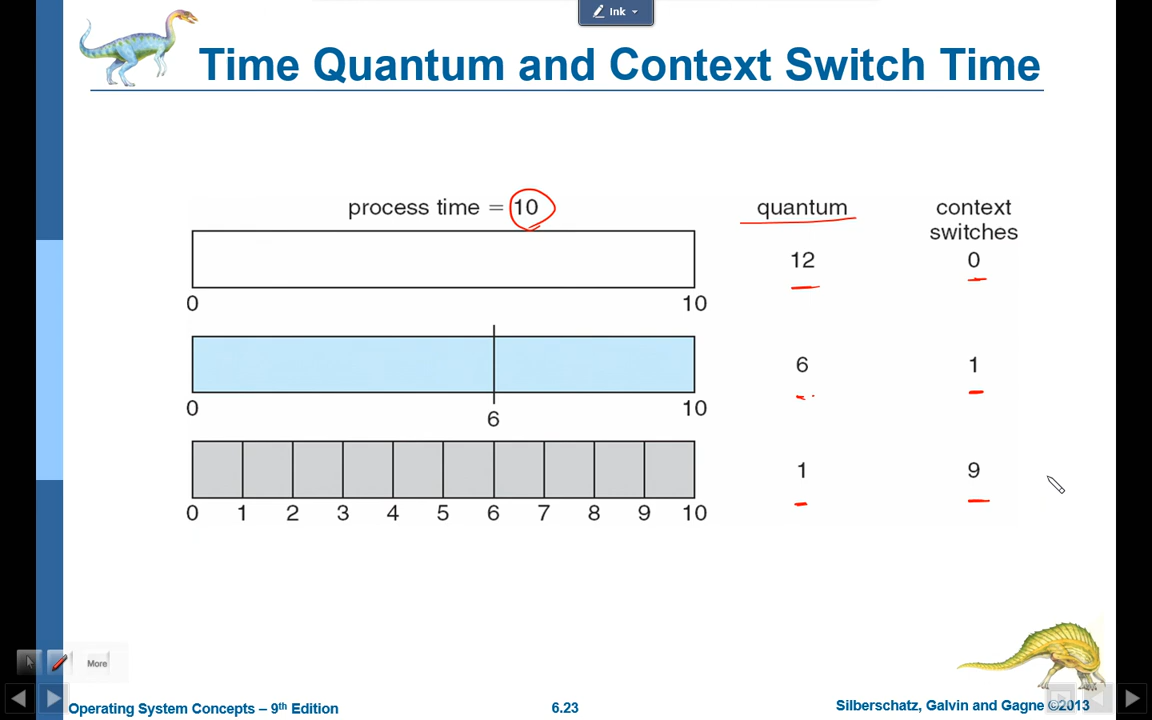 Ink
Time Quantum and Context Switch Time
process time = 10
quantum
context
switches
12
0
0
10
6
1
0
6
10
1
9
0 1 2 3 4 5 6 7 8 9 10
More
Operating System Concepts – 9th Edition
6.23
Silberschatz, Galvin and Gagne ©2013